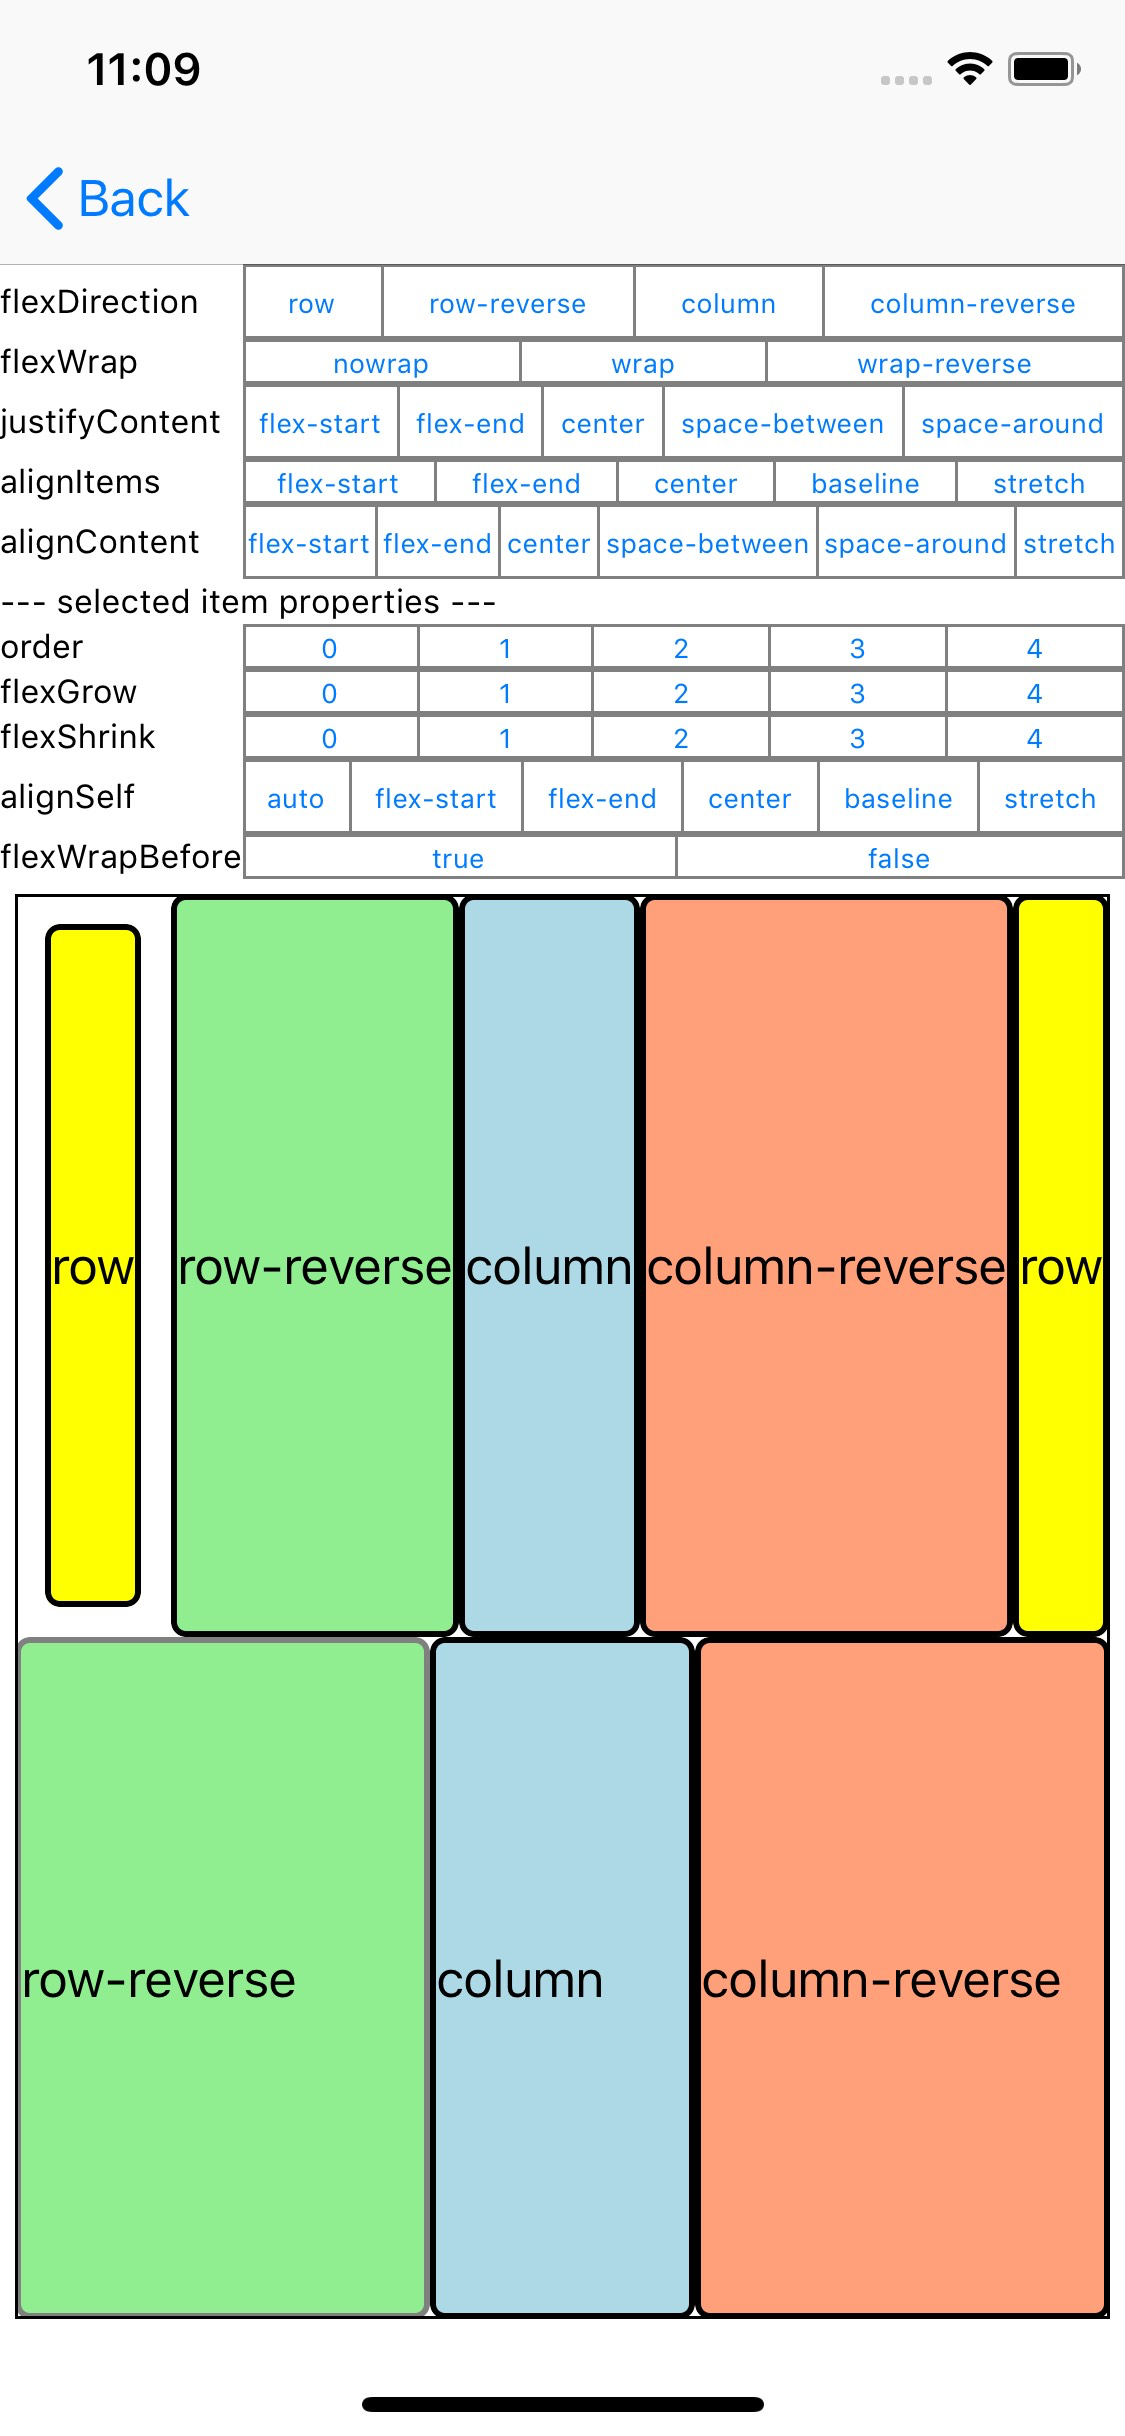 11:09
Back
flexDirection row row-reverse column column-reverse
flexWrap nowrap wrap wrap-reverse
justifyContent flex-start flex-end center space-between space-around
alignItems flex-start flex-end center baseline stretch
alignContent flex-start flex-end center space-between space-around stretch
--- selected item properties ---
order 0 1 2 3 4
flexGrow 0 1 2 3 4
flexShrink 0 1 2 3 4
alignSelf auto flex-start flex-end center baseline stretch
flexWrapBefore true false
row row-reverse column column-reverse row
row-reverse column column-reverse